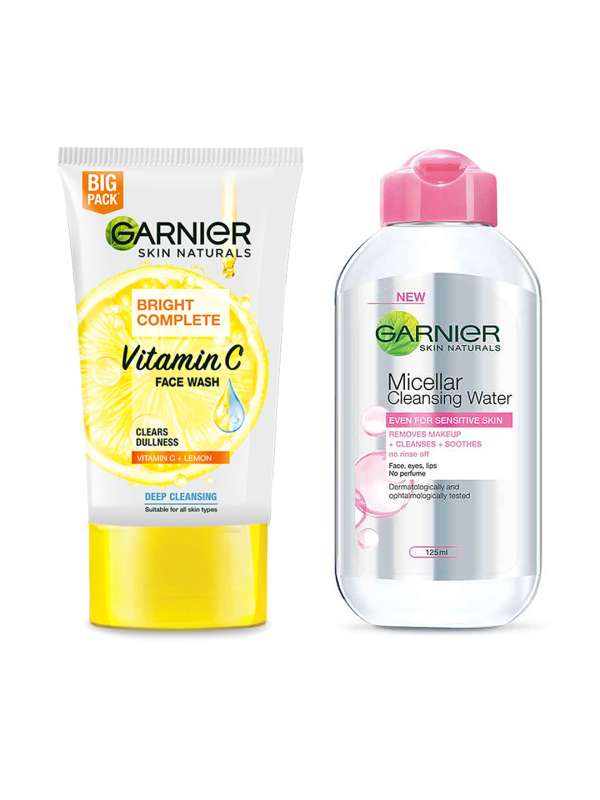 BIG
PACK
GARNIER
SKIN NATURALS
BRIGHT
COMPLETE
Vitamin C
FACE WASH
CLEARS
DULLNESS
VITAMIN C + LEMON
DEEP CLEANSING
Suitable for all skin types
NEW
GARNIER
SKIN NATURALS
Micellar
Cleansing Water
EVEN FOR SENSITIVE SKIN
REMOVES MAKEUP
+ CLEANSES + SOOTHES
no rinse off
Face, eyes, lips
No perfume
Dermatologically and
ophtalmologically tested
125ml